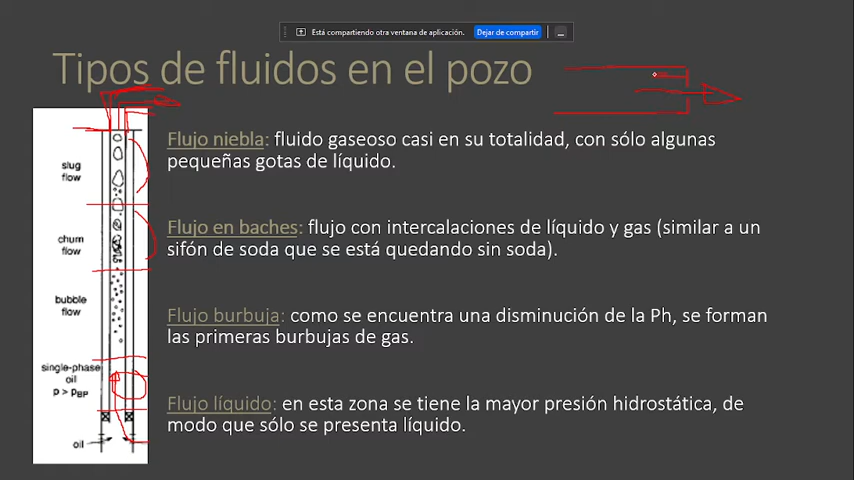 Está compartiendo otra ventana de aplicación.
Dejar de compartir
Tipos de fluidos en el pozo
Flujo niebla: fluido gaseoso casi en su totalidad, con sólo algunas
pequeñas gotas de líquido.
Flujo en baches: flujo con intercalaciones de líquido y gas (similar a un
sifón de soda que se está quedando sin soda).
Flujo burbuja: como se encuentra una disminución de la Ph, se forman
las primeras burbujas de gas.
Flujo líquido: en esta zona se tiene la mayor presión hidrostática, de
modo que sólo se presenta líquido.
slug
flow
churn
flow
bubble
flow
single-phase
oil
p > pBP
oil